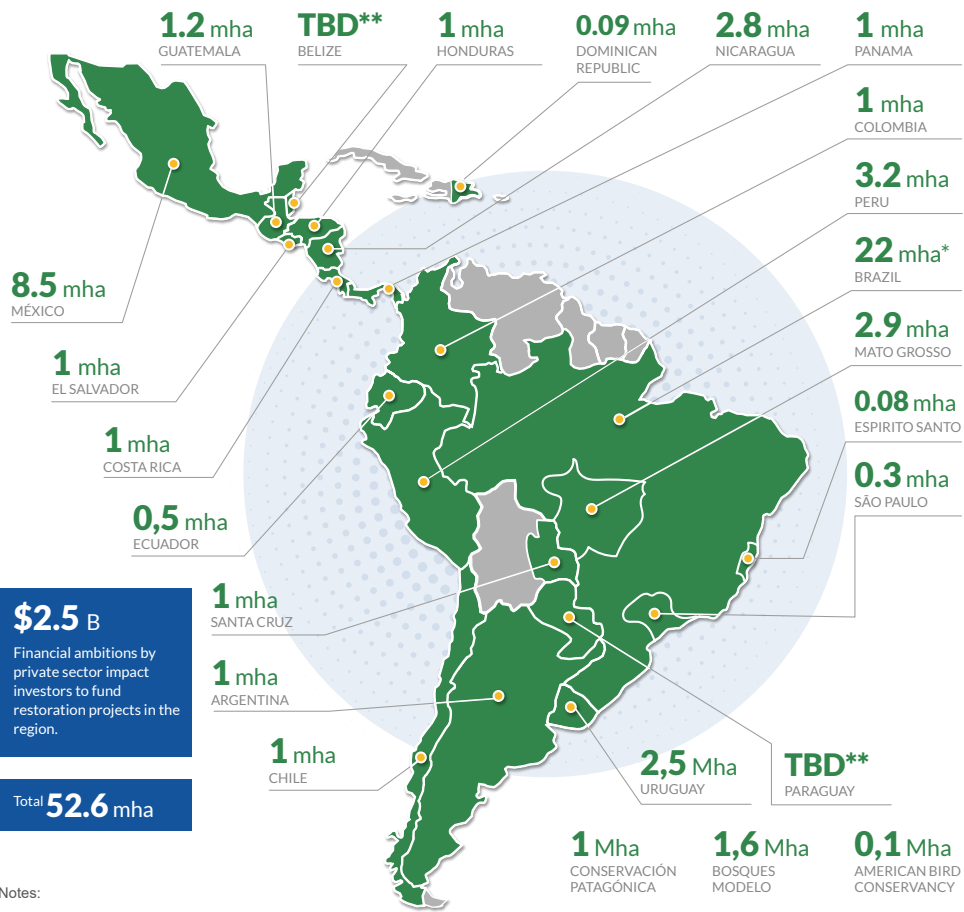 1.2 mha
GUATEMALA
TBD**
BELIZE
1 mha
HONDURAS
0.09 mha
DOMINICAN
REPUBLIC
2.8 mha
NICARAGUA
1 mha
PANAMA
1 mha
COLOMBIA
3.2 mha
PERU
22 mha*
BRAZIL
2.9 mha
MATO GROSSO
0.08 mha
ESPIRITO SANTO
0.3 mha
SÃO PAULO
8.5 mha
MÉXICO
1 mha
EL SALVADOR
1 mha
COSTA RICA
0,5 mha
ECUADOR
1 mha
SANTA CRUZ
1 mha
ARGENTINA
1 mha
CHILE
$2.5 B
Financial ambitions by
private sector impact
investors to fund
restoration projects in the
region.
Total 52.6 mha
2,5 Mha
URUGUAY
TBD**
PARAGUAY
1 Mha
CONSERVACIÓN
PATAGÓNICA
1,6 Mha
BOSQUES
MODELO
0,1 Mha
AMERICAN BIRD
CONSERVANCY
Notes: